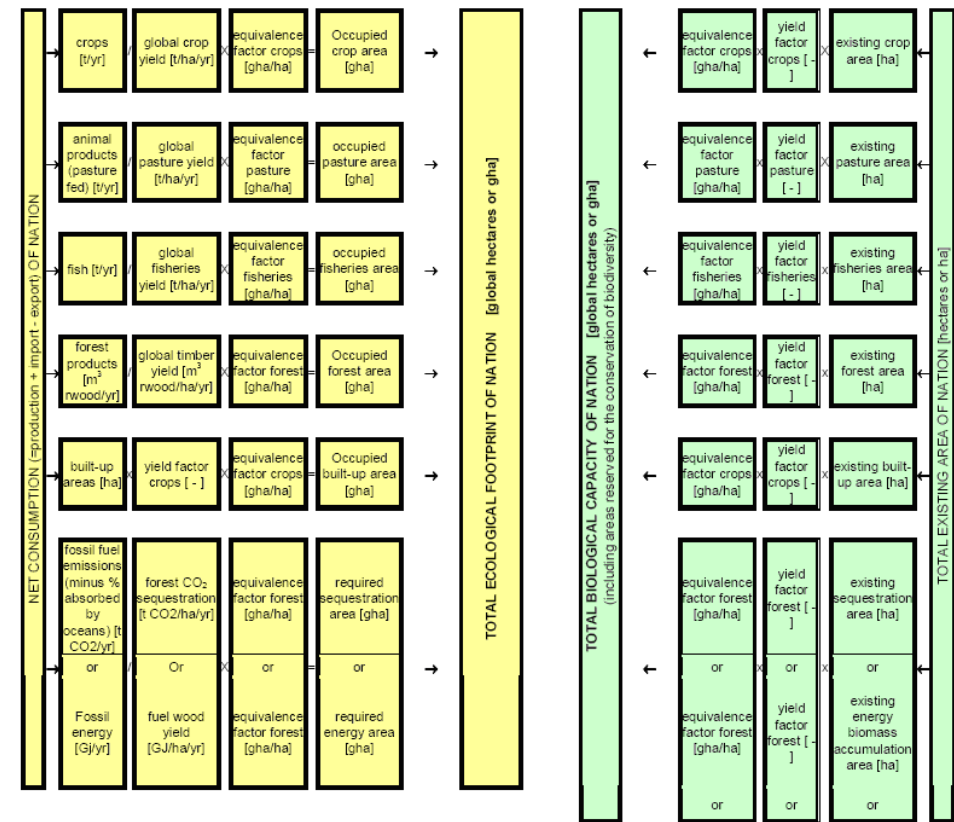 NET CONSUMPTION (=production + import - export) OF NATION
crops
[t/yr]
/
global crop
yield [t/ha/yr]
X
equivalence
factor crops
[gha/ha]
=
Occupied
crop area
[gha]
→
animal
products
(pasture
fed) [t/yr]
/
global
pasture yield
[t/ha/yr]
X
equivalence
factor
pasture
[gha/ha]
=
occupied
pasture area
[gha]
→
fish [t/yr]
/
global
fisheries
yield [t/ha/yr]
X
equivalence
factor
fisheries
[gha/ha]
=
occupied
fisheries area
[gha]
→
forest
products
[m³
rwood/yr]
/
global timber
yield [m³
rwood/ha/yr]
X
equivalence
factor forest
[gha/ha]
=
Occupied
forest area
[gha]
→
built-up
areas [ha]
x
yield factor
crops [ - ]
x
equivalence
factor crops
[gha/ha]
=
Occupied
built-up area
[gha]
→
fossil fuel
emissions
(minus %
absorbed
by
oceans) [t
CO2/yr]
forest CO₂
sequestration
[t CO2/ha/yr]
equivalence
factor forest
[gha/ha]
required
sequestration
area [gha]
or
/
Or
X
or
=
or
→
Fossil
energy
[Gj/yr]
fuel wood
yield
[GJ/ha/yr]
equivalence
factor forest
[gha/ha]
required
energy area
[gha]
TOTAL ECOLOGICAL FOOTPRINT OF NATION [global hectares or gha]
TOTAL BIOLOGICAL CAPACITY OF NATION [global hectares or gha]
(including areas reserved for the conservation of biodiversity)
←
equivalence
factor crops
[gha/ha]
x
yield
factor
crops [ -
]
x
existing crop
area [ha]
←
←
equivalence
factor
pasture
[gha/ha]
x
yield
factor
pasture
[ - ]
X
existing
pasture area
[ha]
←
←
equivalence
factor
fisheries
[gha/ha]
x
yield
factor
fisheries
[ - ]
x
existing
fisheries area
[ha]
←
←
equivalence
factor forest
[gha/ha]
x
yield
factor
forest [ -
]
x
existing
forest area
[ha]
←
←
equivalence
factor crops
[gha/ha]
x
yield
factor
crops [ -
]
x
existing built-
up area [ha]
←
equivalence
factor forest
[gha/ha]
yield
factor
forest [ -
]
existing
sequestration
area [ha]
←
or
x
or
x
or
←
equivalence
factor forest
[gha/ha]
yield
factor
forest [ -
]
existing
energy
biomass
accumulation
area [ha]
or
or
or
TOTAL EXISTING AREA OF NATION [hectares or ha]